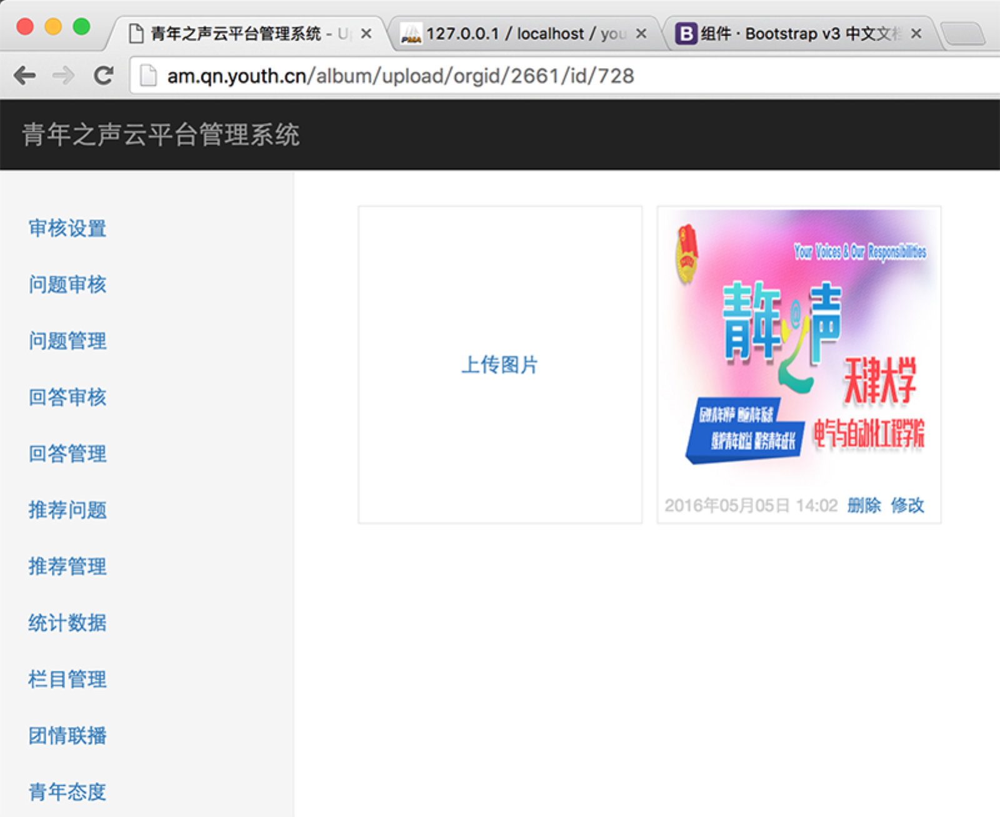 青年之声云平台管理系统 - Up
127.0.0.1 / localhost / you
组件 · Bootstrap v3 中文文档
am.qn.youth.cn/album/upload/orgid/2661/id/728
青年之声云平台管理系统
审核设置
问题审核
问题管理
回答审核
回答管理
推荐问题
推荐管理
统计数据
栏目管理
团情联播
青年态度
上传图片
Your Voices & Our Responsibilities
青年之声
天津大学
电气与自动化工程学院
维护青年权益 服务青年成长
2016年05月05日 14:02 删除 修改